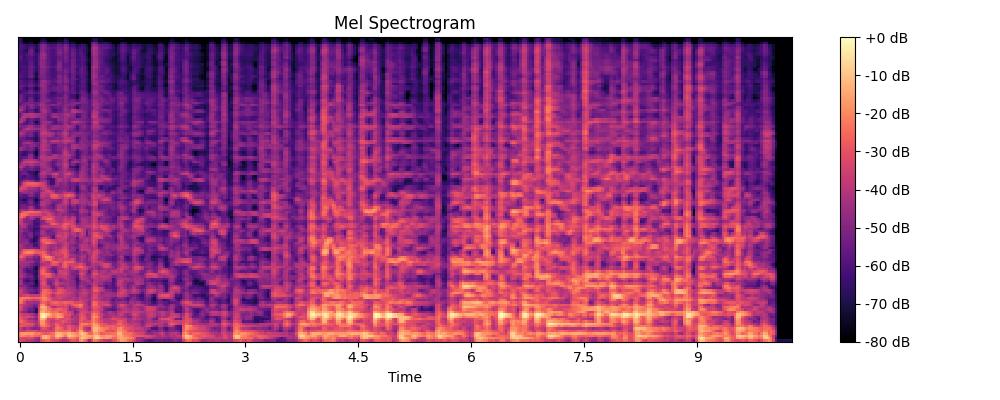 Mel Spectrogram
+0 dB
-10 dB
-20 dB
-30 dB
-40 dB
-50 dB
-60 dB
-70 dB
-80 dB
0 1.5 3 4.5 6 7.5 9
Time